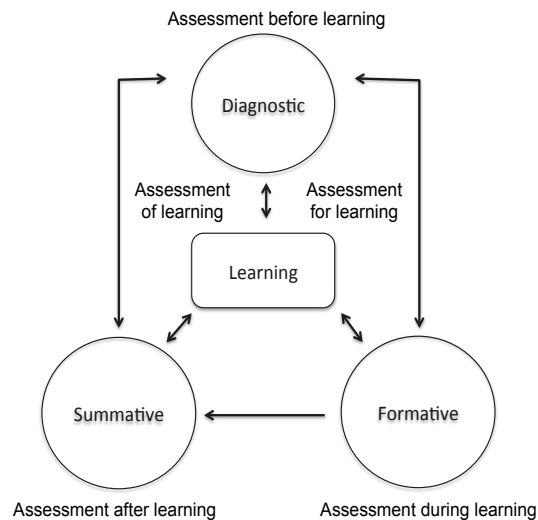 Assessment before learning
Diagnostic
Assessment
of learning
Assessment
for learning
Learning
Summative
Formative
Assessment after learning
Assessment during learning